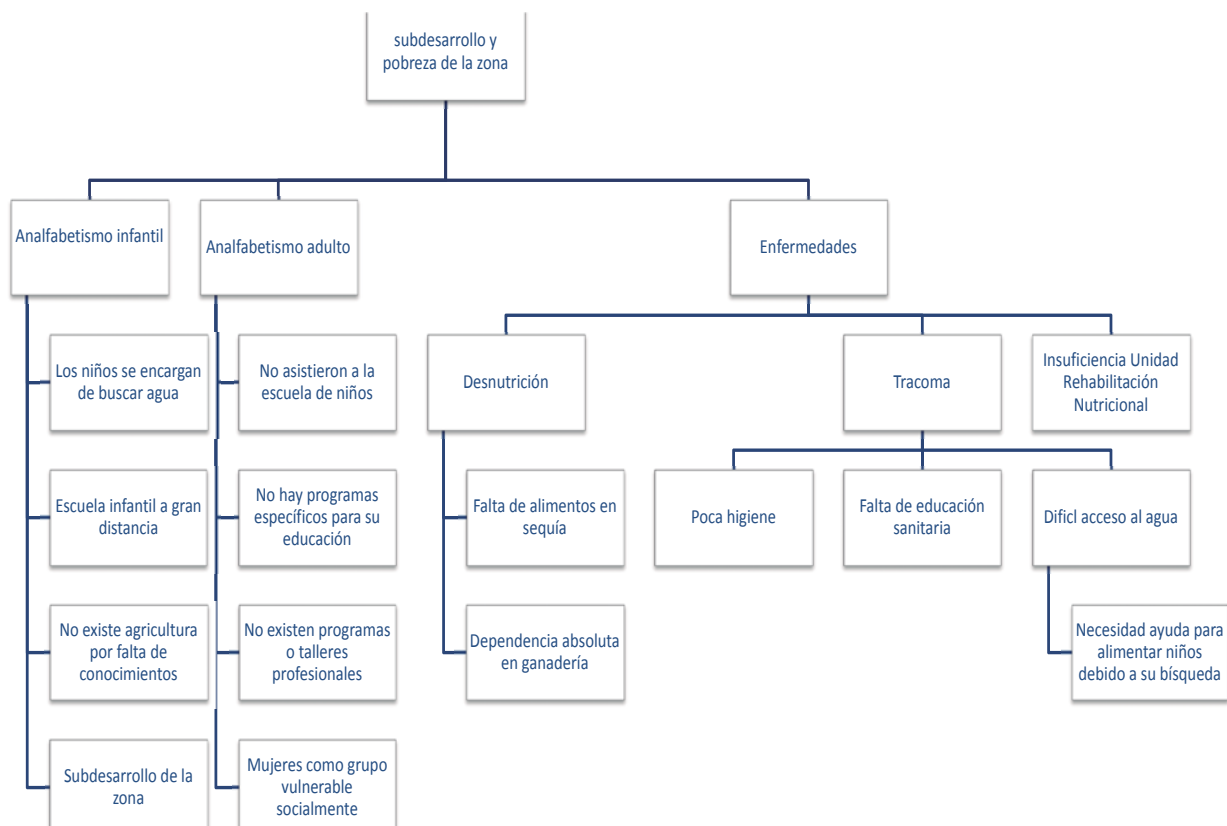 subdesarrollo y
pobreza de la zona
Analfabetismo infantil
Analfabetismo adulto
Enfermedades
Los niños se encargan
de buscar agua
No asistieron a la
escuela de niños
Desnutrición
Tracoma
Insuficiencia Unidad
Rehabilitación
Nutricional
Escuela infantil a gran
distancia
No hay programas
específicos para su
educación
Falta de alimentos en
sequía
Poca higiene
Falta de educación
sanitaria
Dificl acceso al agua
No existe agricultura
por falta de
conocimientos
No existen programas
o talleres
profesionales
Dependencia absoluta
en ganadería
Necesidad ayuda para
alimentar niños
debido a su bísqueda
Subdesarrollo de la
zona
Mujeres como grupo
vulnerable
socialmente